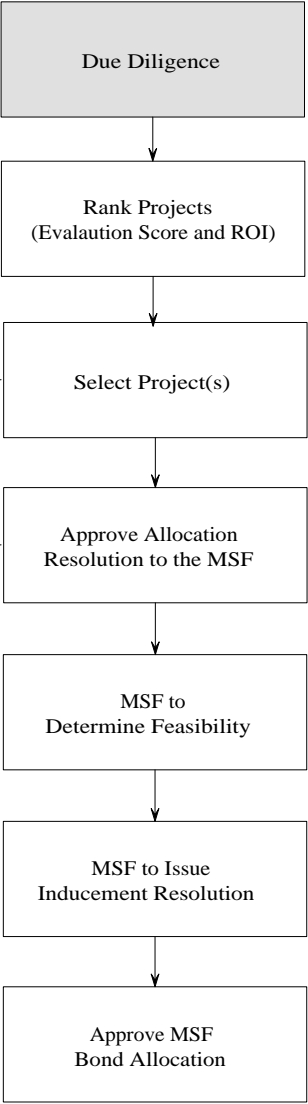 Due Diligence
Rank Projects
(Evalaution Score and ROI)
Select Project(s)
Approve Allocation
Resolution to the MSF
MSF to
Determine Feasibility
MSF to Issue
Inducement Resolution
Approve MSF
Bond Allocation